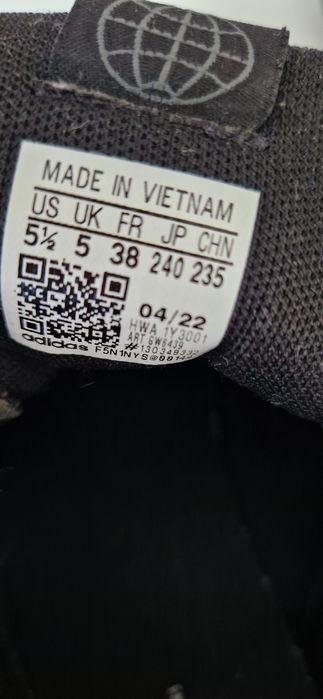 MADE IN VIETNAM
US UK FR JP CHN
5½ 5 38 240 235
04/22
HWA 1Y3001
ART GW6439
#130348332
adidas F5N1NYS@